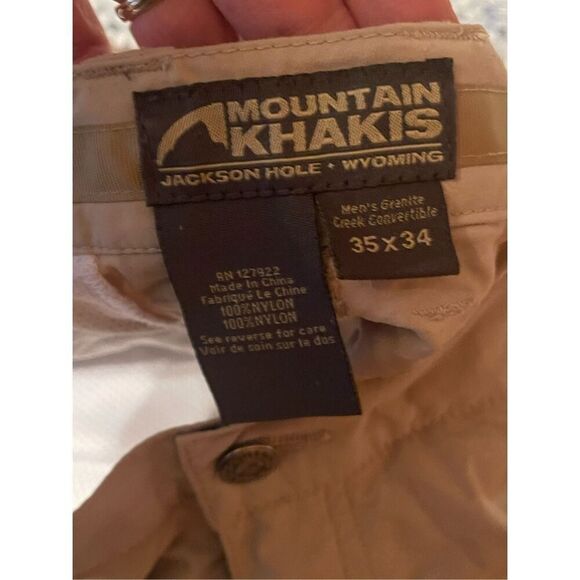 MOUNTAIN
KHAKIS
JACKSON HOLE • WYOMING
Men's Granite
Creek Convertible
35 x 34
RN 127922
Made in China
Fabriqué Le Chine
100%NYLON
100%NYLON
See reverse for care
Voir de soin sur le dos